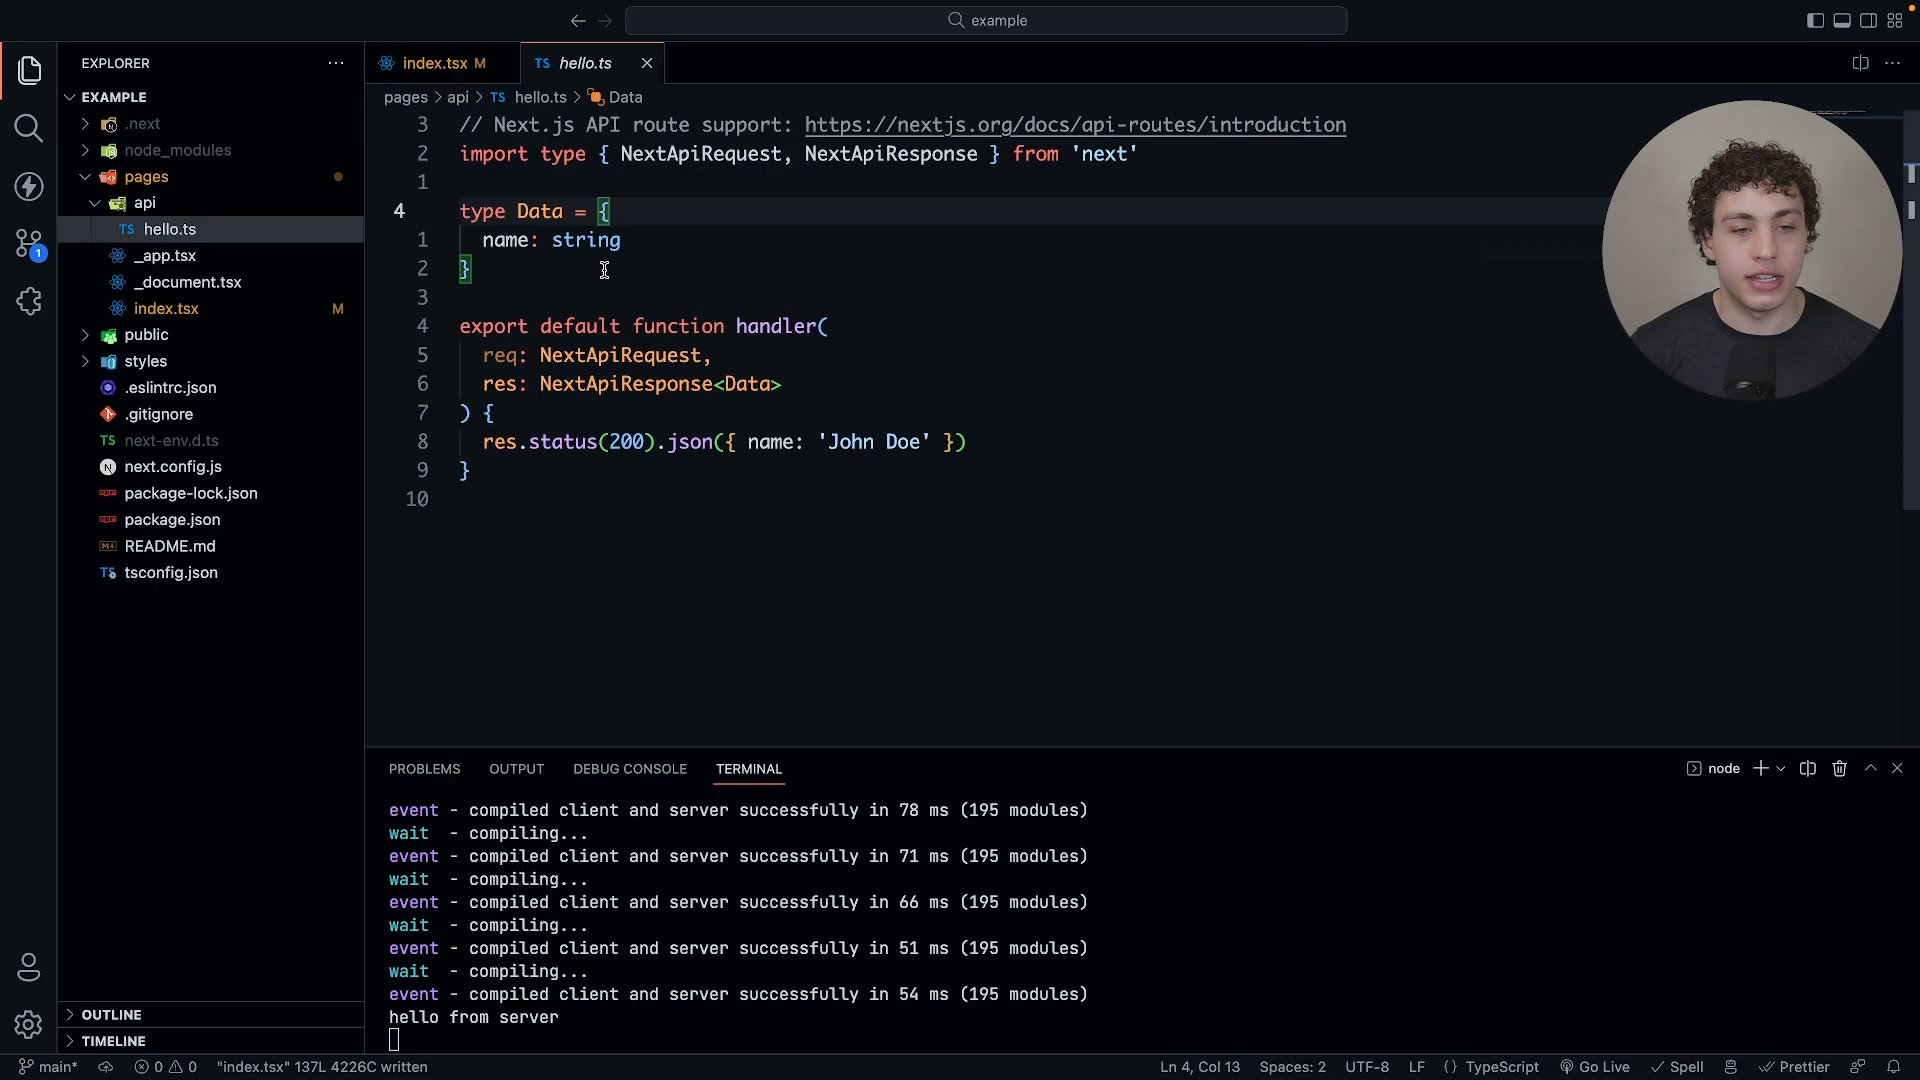 example
EXPLORER
EXAMPLE
.next
node_modules
pages
api
TS hello.ts
_app.tsx
_document.tsx
index.tsx M
public
styles
.eslintrc.json
.gitignore
TS next-env.d.ts
N next.config.js
package-lock.json
package.json
README.md
TS tsconfig.json
OUTLINE
TIMELINE
1
index.tsx M
TS hello.ts
pages > api > TS hello.ts > Data
3 // Next.js API route support: https://nextjs.org/docs/api-routes/introduction
2 import type { NextApiRequest, NextApiResponse } from 'next'
1
4 type Data = {
1 name: string
2 }
3
4 export default function handler(
5 req: NextApiRequest,
6 res: NextApiResponse<Data>
7 ) {
8 res.status(200).json({ name: 'John Doe' })
9 }
10
PROBLEMS OUTPUT DEBUG CONSOLE TERMINAL
node
event - compiled client and server successfully in 78 ms (195 modules)
wait - compiling...
event - compiled client and server successfully in 71 ms (195 modules)
wait - compiling...
event - compiled client and server successfully in 66 ms (195 modules)
wait - compiling...
event - compiled client and server successfully in 51 ms (195 modules)
wait - compiling...
event - compiled client and server successfully in 54 ms (195 modules)
hello from server
main* 0 0 "index.tsx" 137L 4226C written
Ln 4, Col 13 Spaces: 2 UTF-8 LF {} TypeScript Go Live Spell Prettier